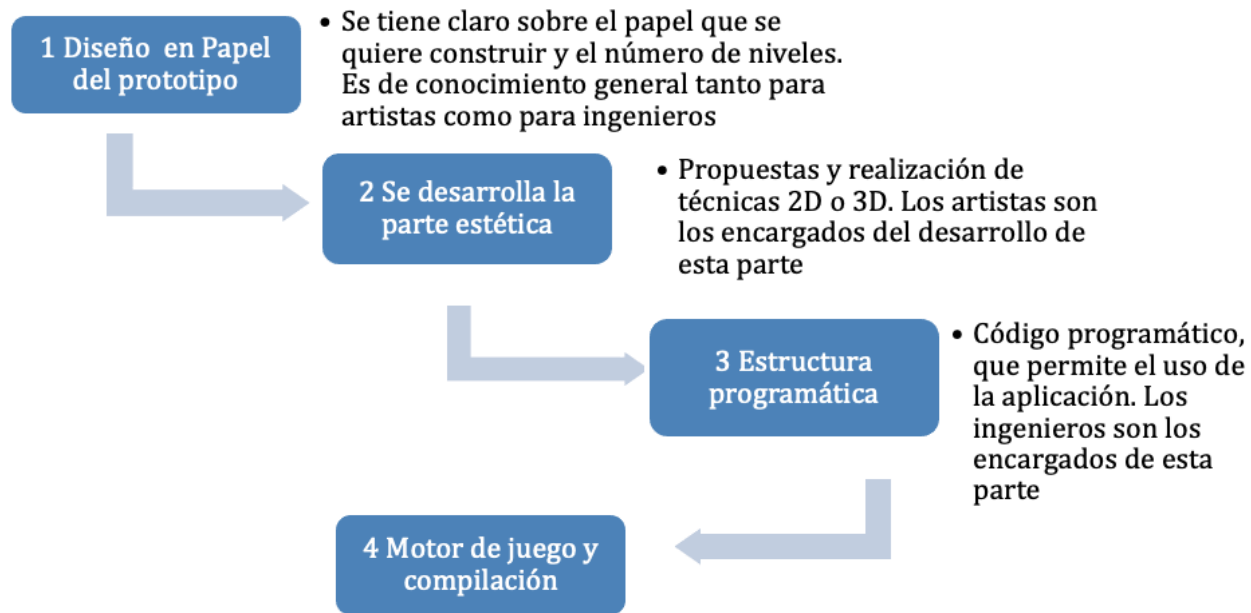 1 Diseño en Papel
del prototipo
• Se tiene claro sobre el papel que se
quiere construir y el número de niveles.
Es de conocimiento general tanto para
artistas como para ingenieros
2 Se desarrolla la
parte estética
• Propuestas y realización de
técnicas 2D o 3D. Los artistas son
los encargados del desarrollo de
esta parte
3 Estructura
programática
• Código programático,
que permite el uso de
la aplicación. Los
ingenieros son los
encargados de esta
parte
4 Motor de juego y
compilación